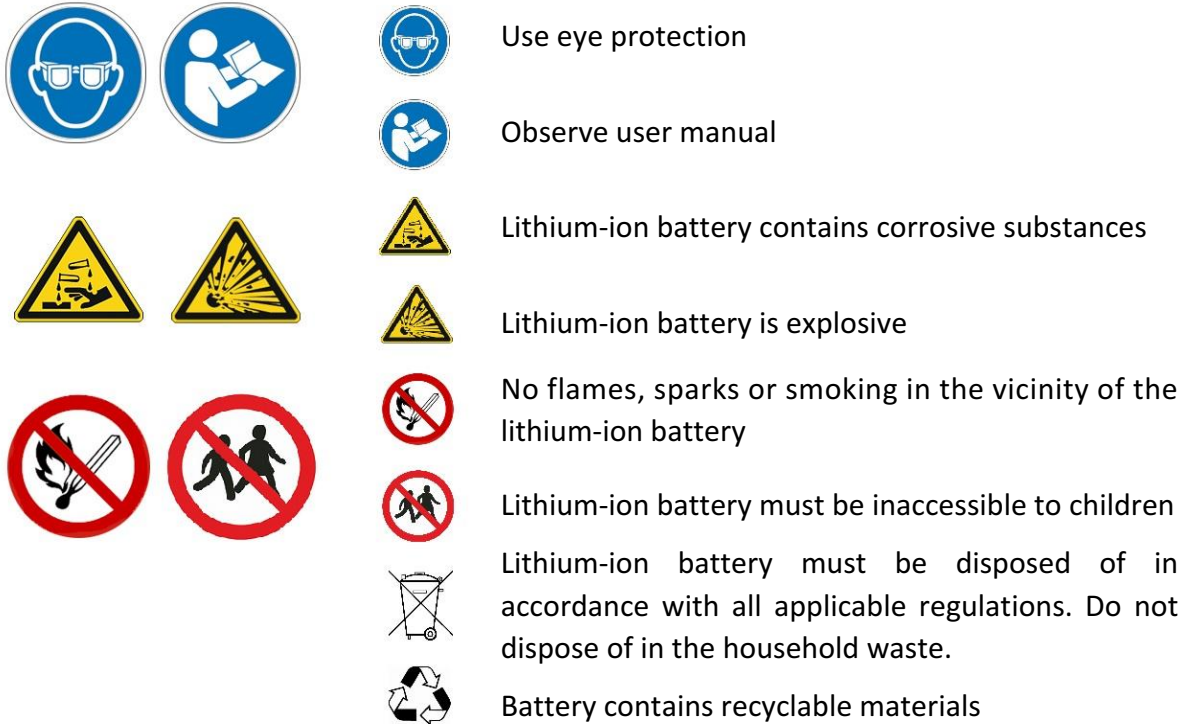 Use eye protection
Observe user manual
Lithium-ion battery contains corrosive substances
Lithium-ion battery is explosive
No flames, sparks or smoking in the vicinity of the
lithium-ion battery
Lithium-ion battery must be inaccessible to children
Lithium-ion battery must be disposed of in
accordance with all applicable regulations. Do not
dispose of in the household waste.
Battery contains recyclable materials